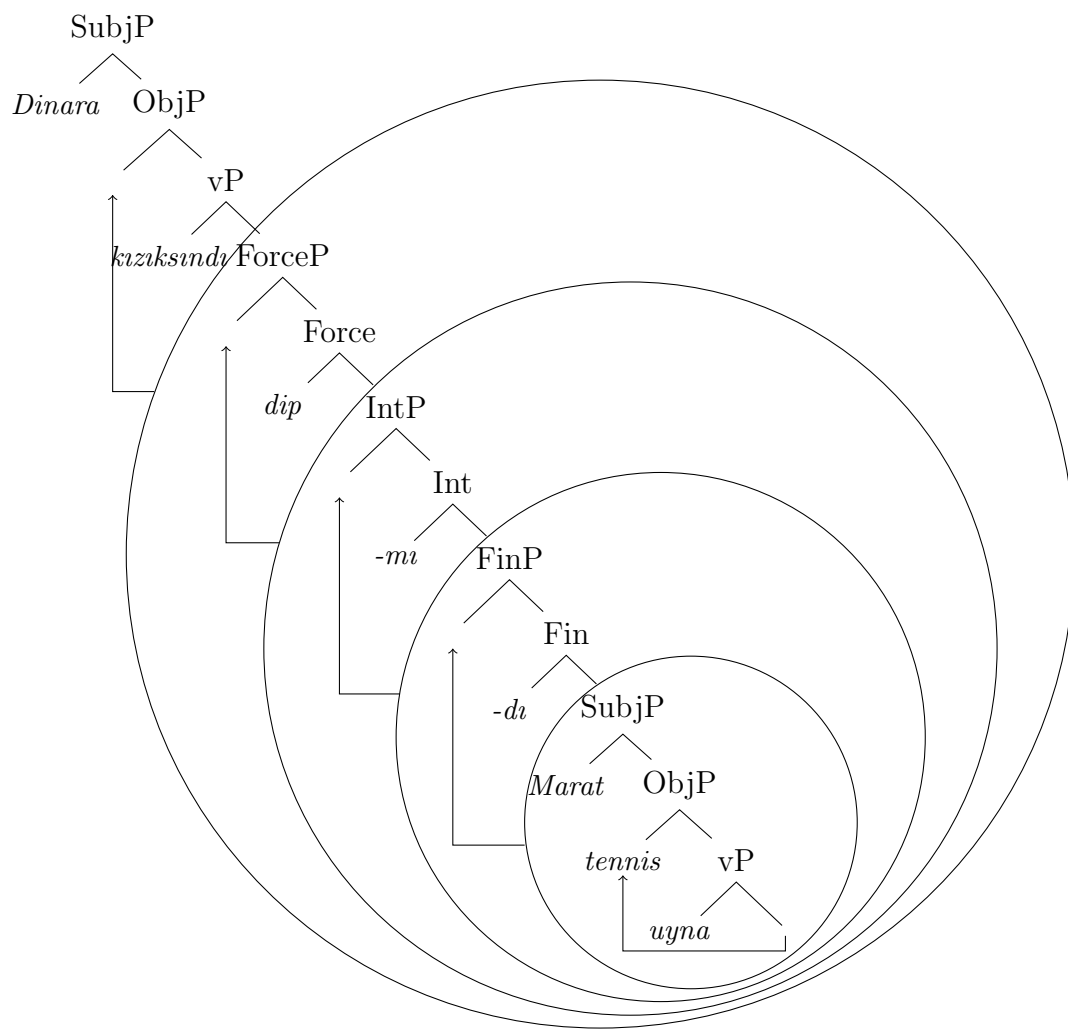 SubjP
Dinara ObjP
vP
kızıksındı ForceP
Force
dip IntP
Int
-mı FinP
Fin
-dı SubjP
Marat ObjP
tennis vP
uyna